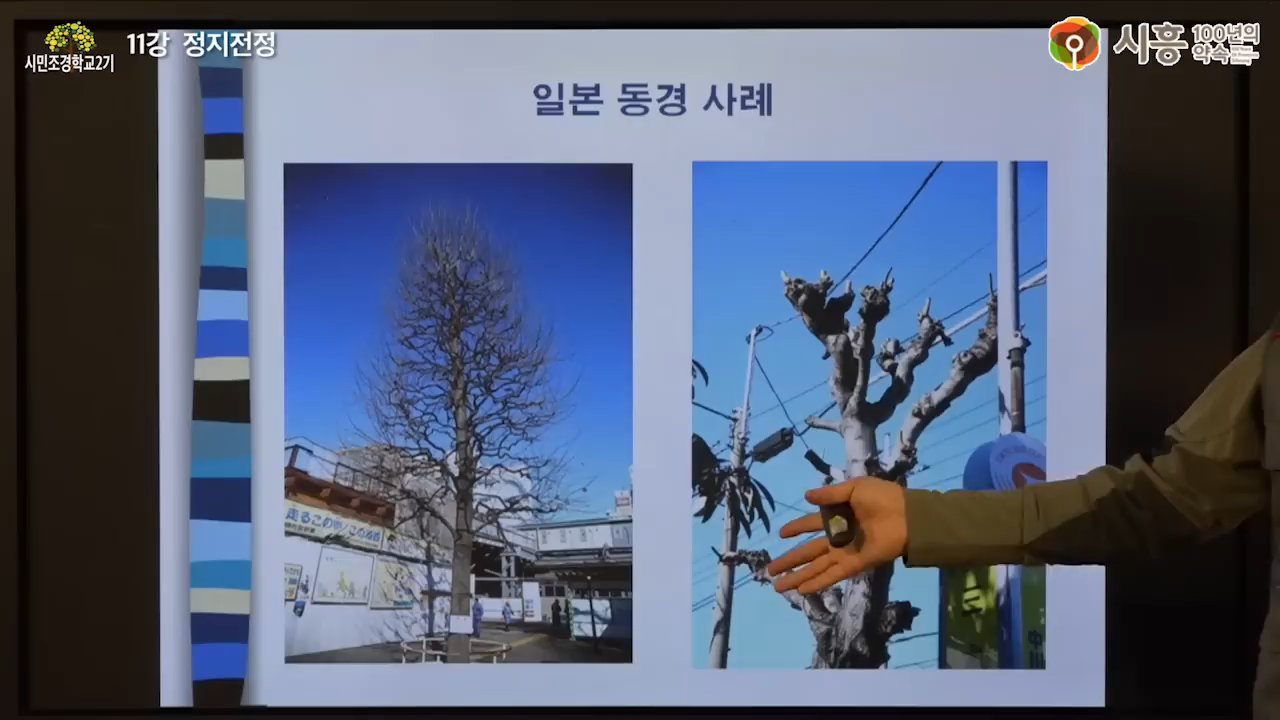 시민조경학교2기
11강 정지전정
시흥 100년의
약속
일본 동경 사례